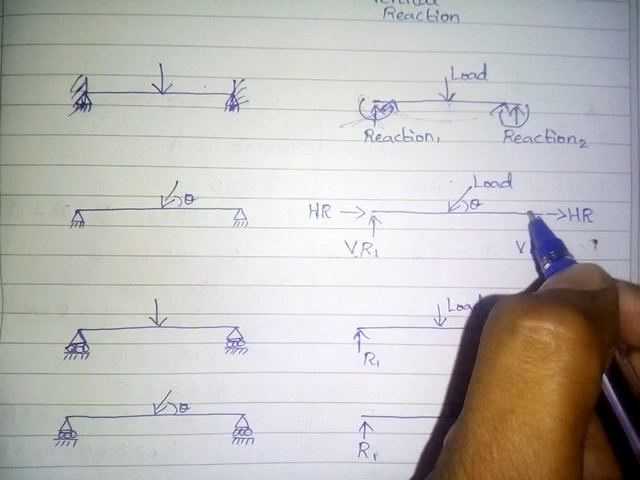 Reaction
Load
Reaction1
Reaction2
θ
Load
θ
HR
HR
V.R1
V
Load
R1
θ
R1